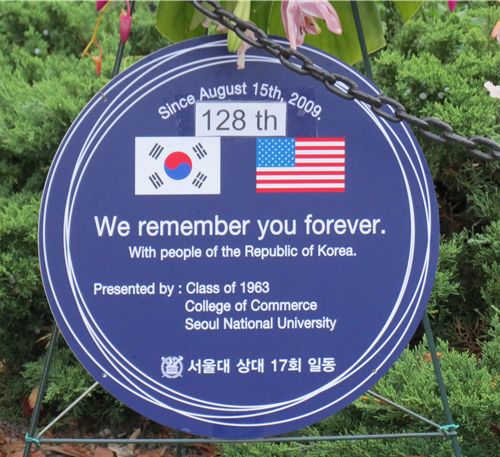 Since August 15th, 2009.
128 th
We remember you forever.
With people of the Republic of Korea.
Presented by : Class of 1963
College of Commerce
Seoul National University
서울대 상대 17회 일동